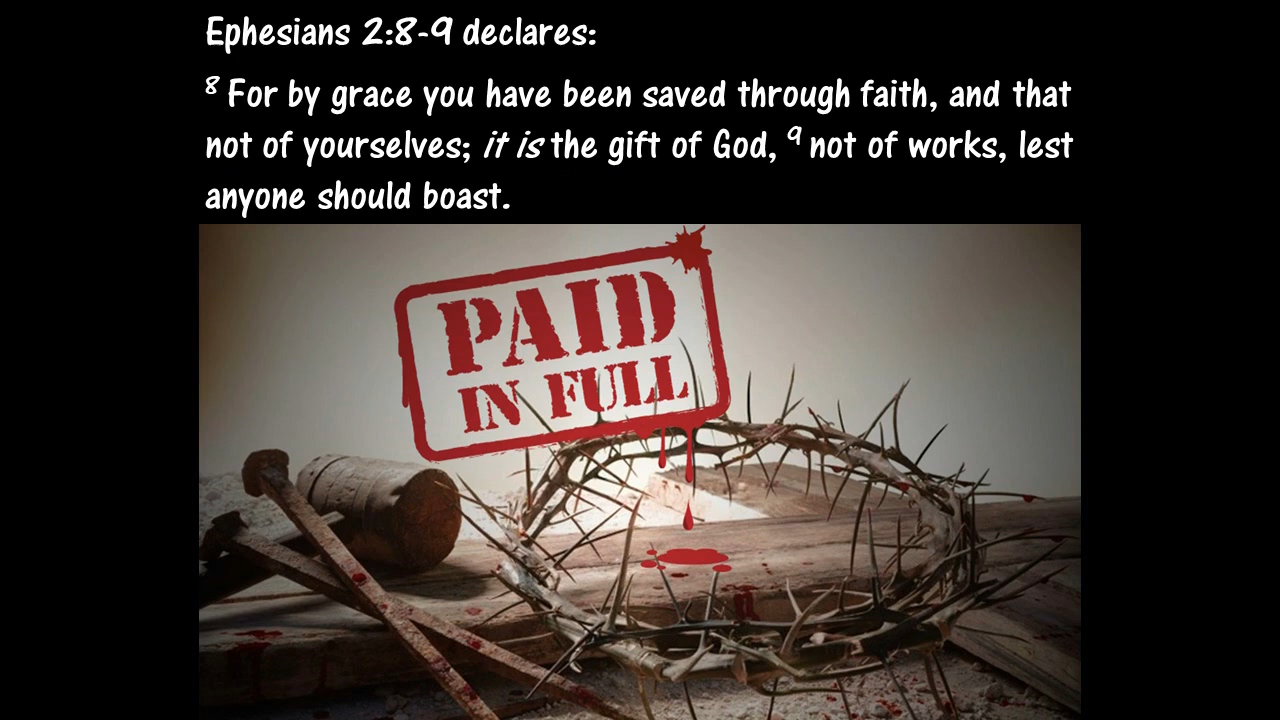 Ephesians 2:8-9 declares:
⁸ For by grace you have been saved through faith, and that
not of yourselves; it is the gift of God, ⁹ not of works, lest
anyone should boast.
PAID
IN FULL